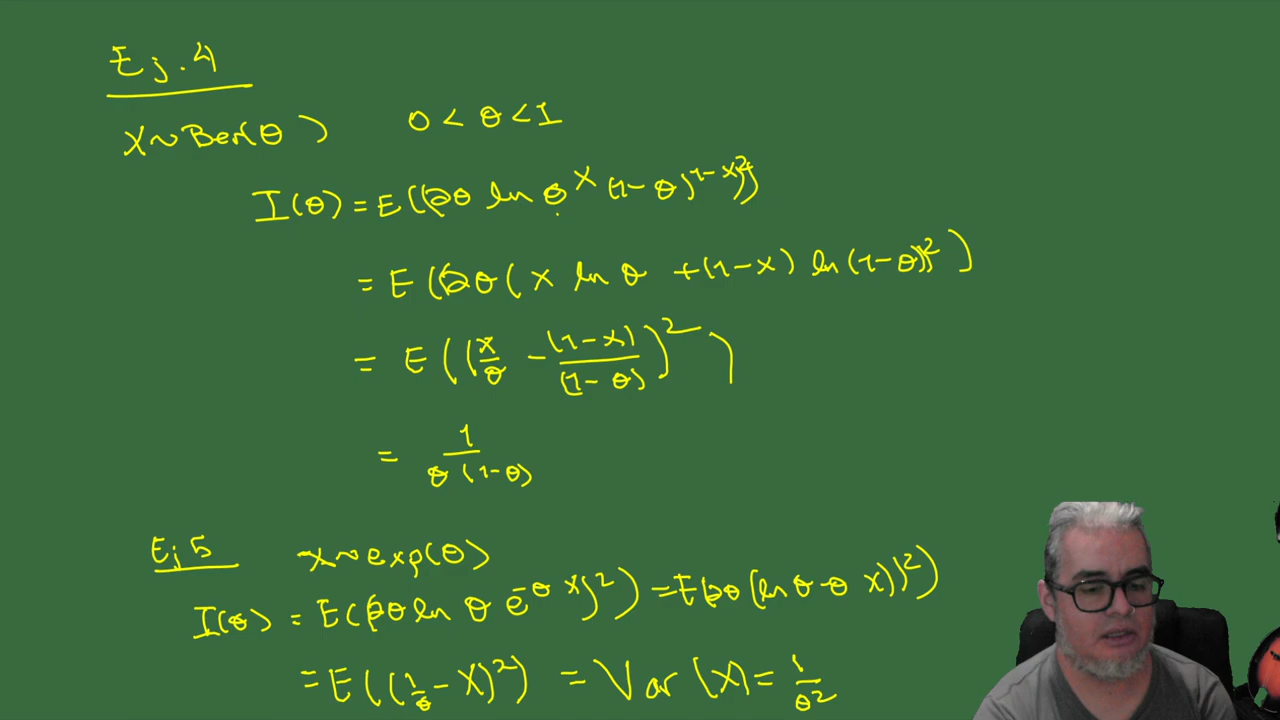 Ej. 4
X~Ber(θ) 0 < θ < 1
I(θ) = E((∂θ ln θ^X (1-θ)^{1-X})^2)
= E((∂θ(X ln θ + (1-X) ln(1-θ))^2)
= E((X/θ - (1-X)/(1-θ))^2)
= 1/(θ(1-θ))
Ej 5 X~exp(θ)
I(θ) = E((∂θ ln θ e^{-θX})^2) = E(∂θ(ln θ - θX))^2)
= E((1/θ - X)^2) = Var(X) = 1/θ^2